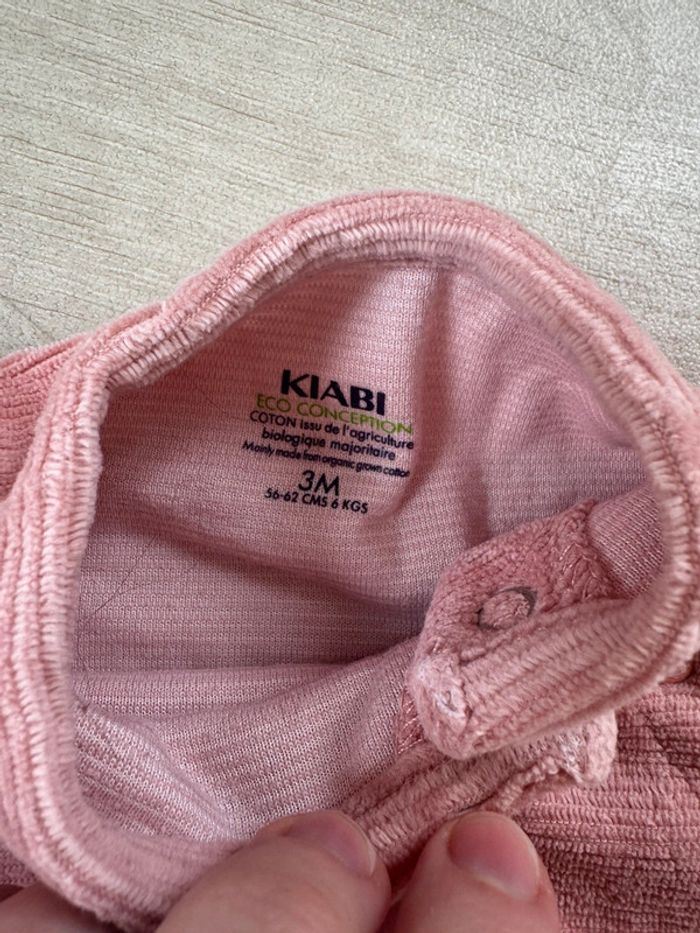 KIABI
ECO CONCEPTION
COTON issu de l'agriculture
biologique majoritaire
Mainly made from organic grown cotton
3M
56-62 CMS 6 KGS